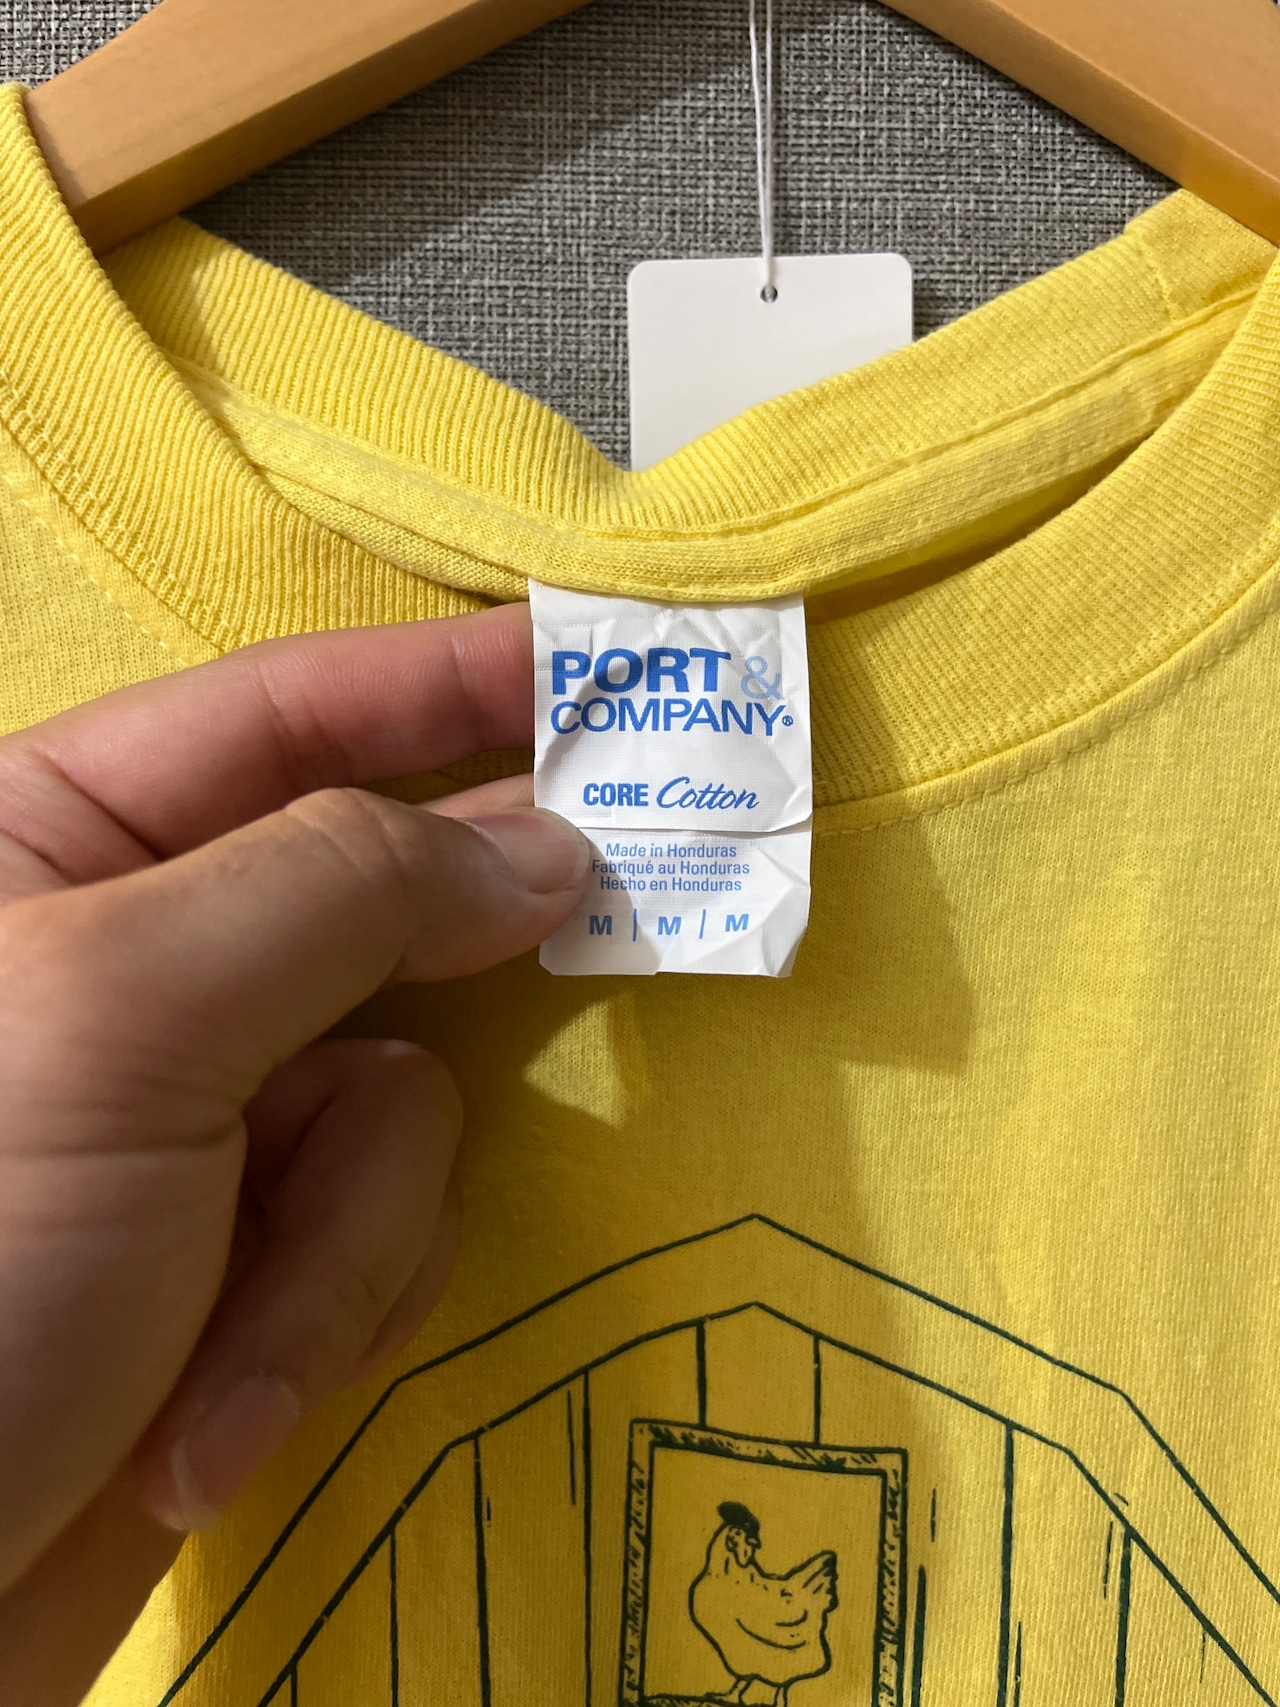 PORT &
COMPANY®
CORE Cotton
Made in Honduras
Fabriqué au Honduras
Hecho en Honduras
M | M | M